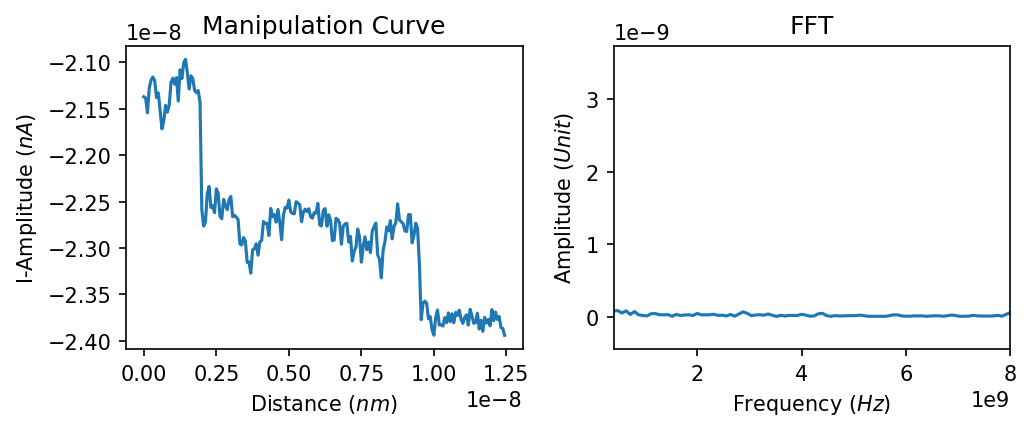 Manipulation Curve
1e−8
−2.10
−2.15
−2.20
−2.25
−2.30
−2.35
−2.40
I-Amplitude (nA)
0.00 0.25 0.50 0.75 1.00 1.25
Distance (nm)
1e−8
FFT
1e−9
3
1
0
Amplitude (Unit)
2 4 6 8
Frequency (Hz)
1e9